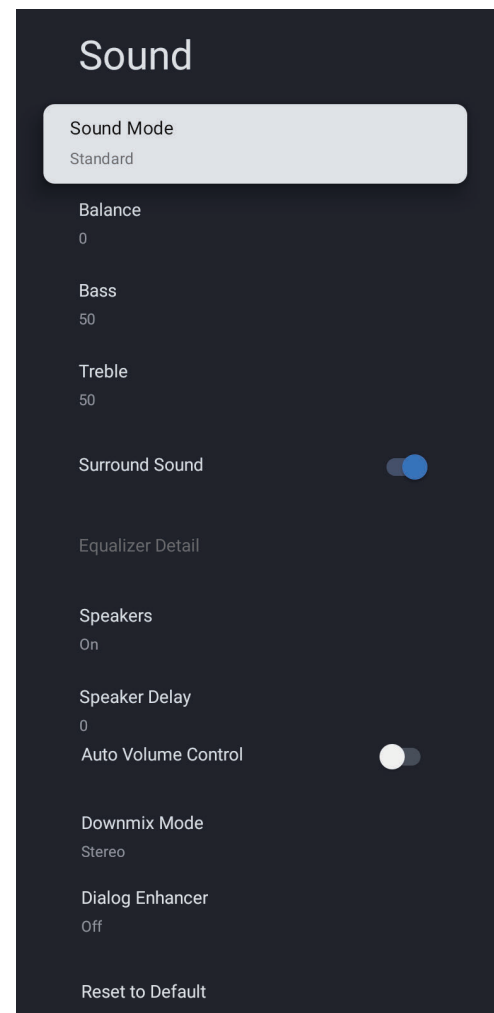 Sound
Sound Mode
Standard
Balance
0
Bass
50
Treble
50
Surround Sound
Equalizer Detail
Speakers
On
Speaker Delay
0
Auto Volume Control
Downmix Mode
Stereo
Dialog Enhancer
Off
Reset to Default